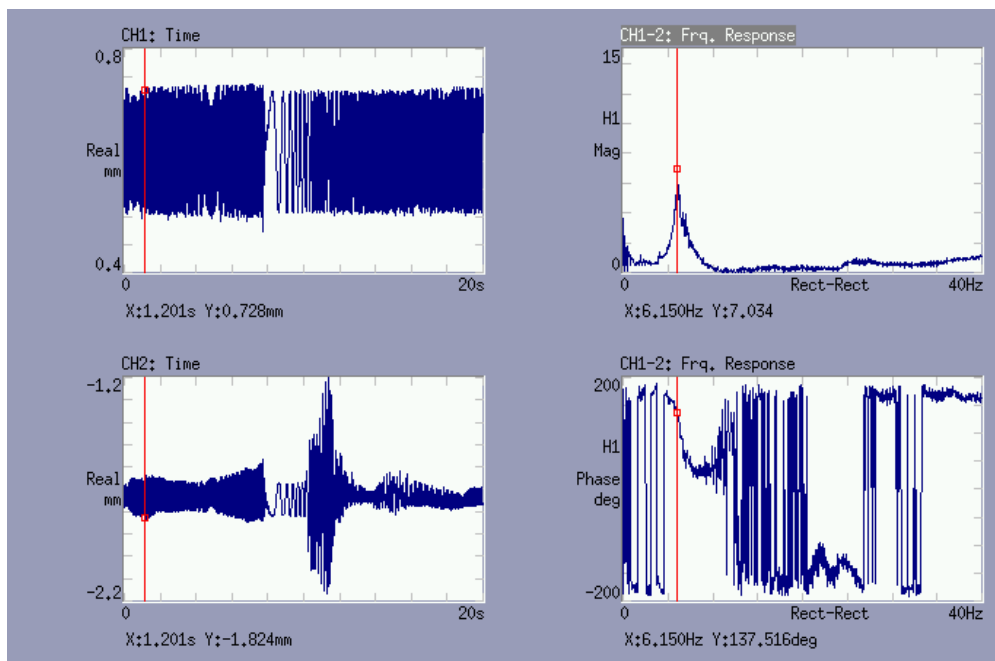 CH1: Time
0.8
Real
mm
0.4
0
20s
X:1.201s Y:0.728mm
CH1-2: Frq. Response
15
H1
Mag
0
0
Rect-Rect
40Hz
X:6.150Hz Y:7.034
CH2: Time
-1.2
Real
mm
-2.2
0
20s
X:1.201s Y:-1.824mm
CH1-2: Frq. Response
200
H1
Phase
deg
-200
0
Rect-Rect
40Hz
X:6.150Hz Y:137.516deg